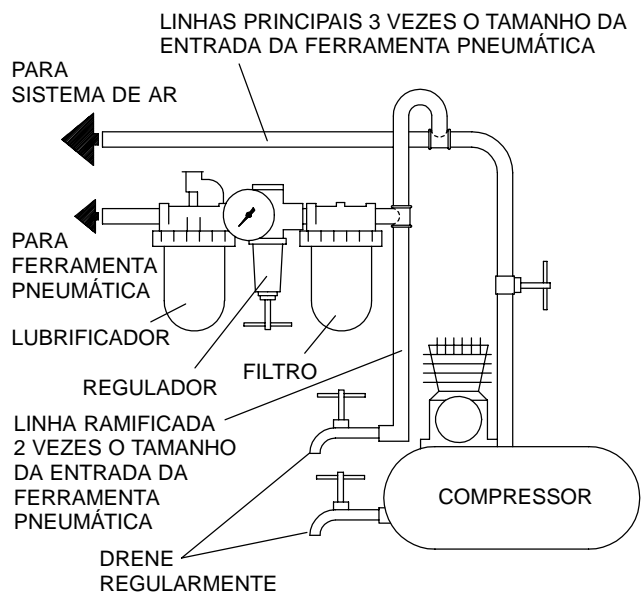 LINHAS PRINCIPAIS 3 VEZES O TAMANHO DA
ENTRADA DA FERRAMENTA PNEUMÁTICA
PARA
SISTEMA DE AR
PARA
FERRAMENTA
PNEUMÁTICA
LUBRIFICADOR
REGULADOR
FILTRO
LINHA RAMIFICADA
2 VEZES O TAMANHO
DA ENTRADA DA
FERRAMENTA
PNEUMÁTICA
COMPRESSOR
DRENE
REGULARMENTE